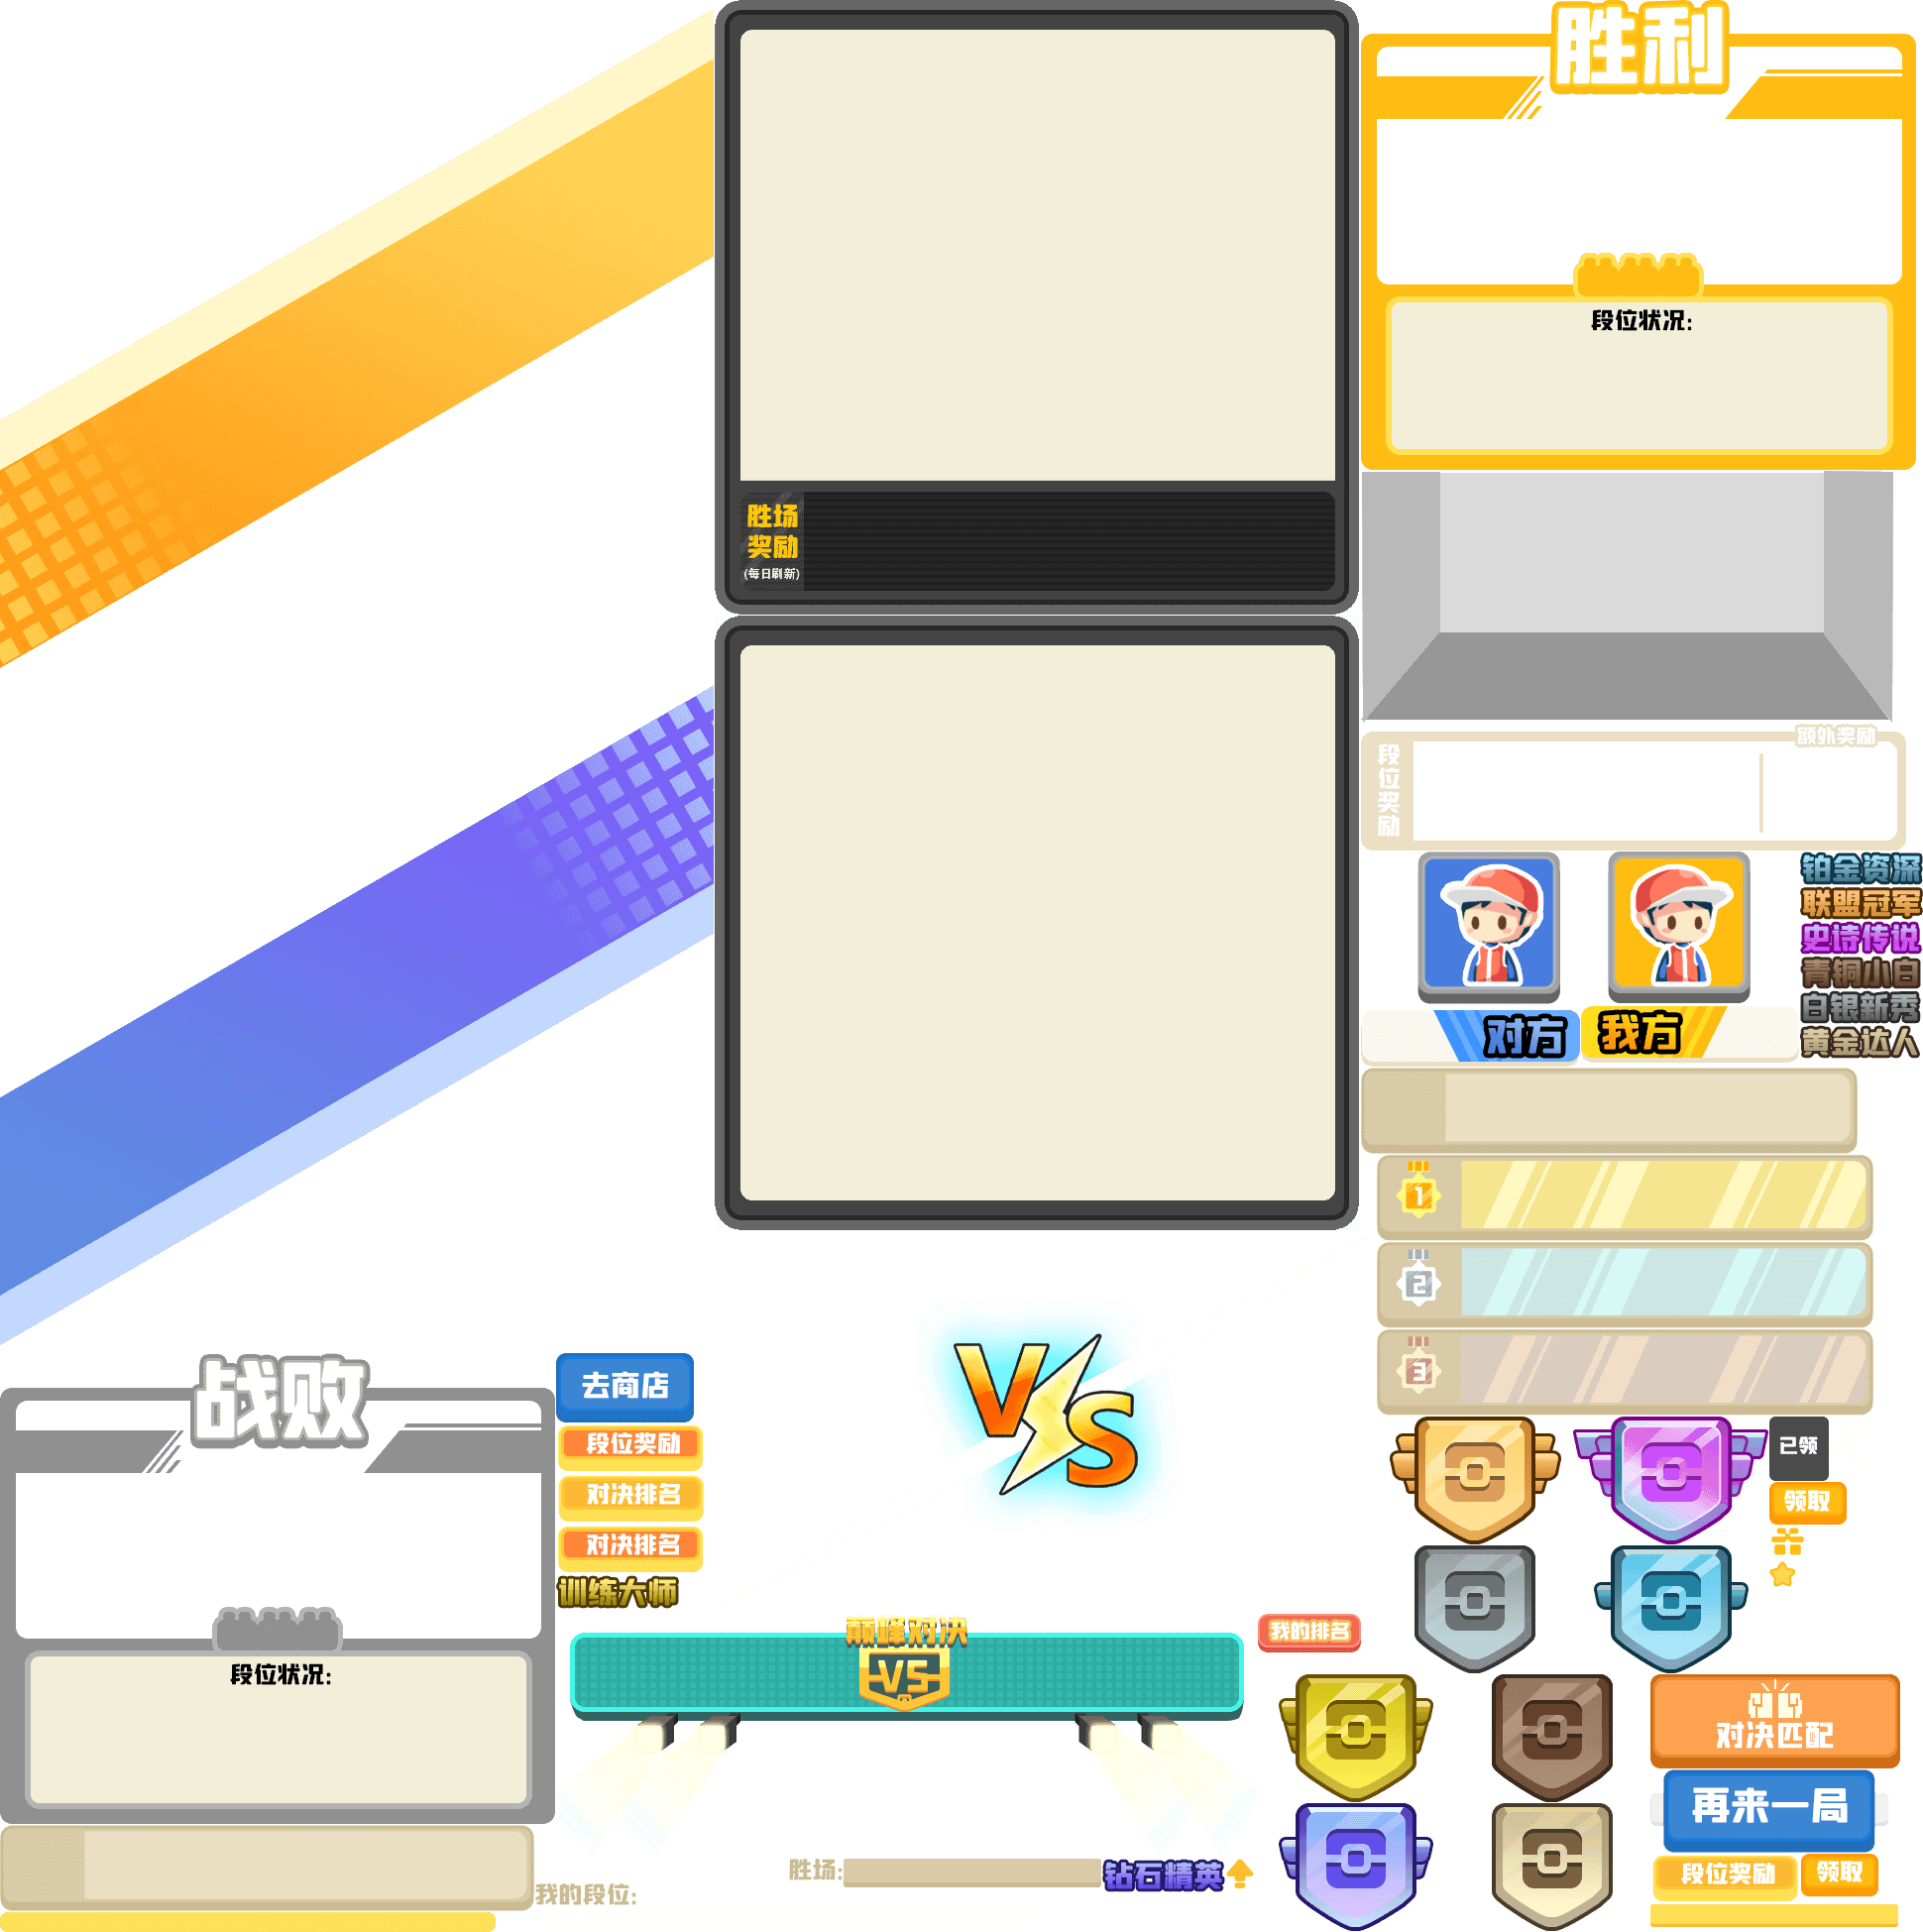 胜利
段位状况:
胜场
奖励
(每日刷新)
额外奖励
段位奖励
铂金资深
联盟冠军
史诗传说
青铜小白
白银新秀
黄金达人
对方
我方
1
2
3
VS
战败
段位状况:
去商店
段位奖励
对决排名
对决排名
训练大师
巅峰对决
VS
我的排名
已领
领取
对决匹配
再来一局
段位奖励
领取
胜场:
钻石精英
我的段位: